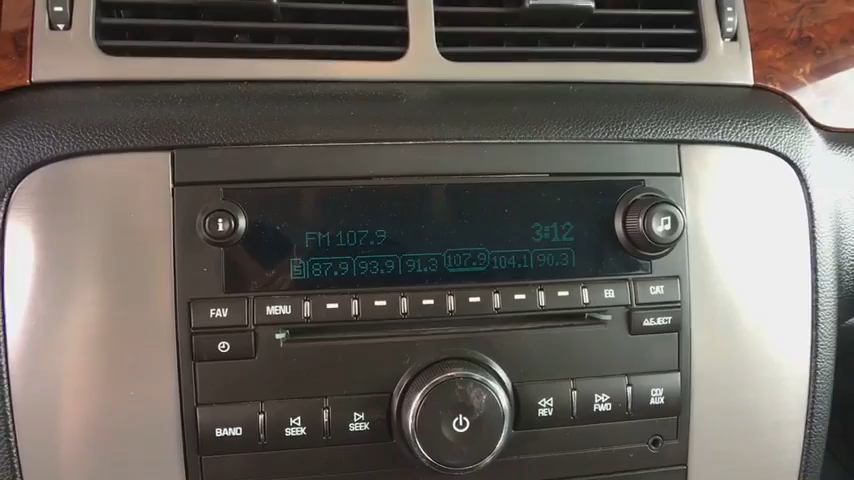 FM 107.9 3:12
5 87.9 93.9 91.3 107.9 104.1 90.3
FAV MENU EQ CAT
EJECT
BAND SEEK SEEK REV FWD CD/AUX